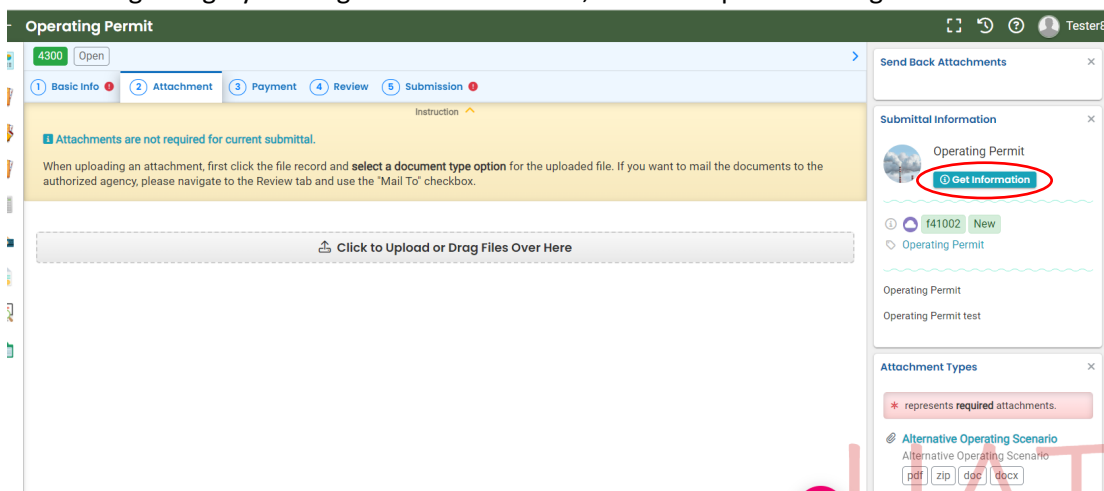 Operating Permit
Tester8
4300 Open
1 Basic Info 2 Attachment 3 Payment 4 Review 5 Submission
Instruction
Attachments are not required for current submittal.
When uploading an attachment, first click the file record and select a document type option for the uploaded file. If you want to mail the documents to the
authorized agency, please navigate to the Review tab and use the "Mail To" checkbox.
Click to Upload or Drag Files Over Here
Send Back Attachments
Submittal Information
Operating Permit
Get Information
f41002 New
Operating Permit
Operating Permit
Operating Permit test
Attachment Types
* represents required attachments.
Alternative Operating Scenario
Alternative Operating Scenario
pdf zip doc docx